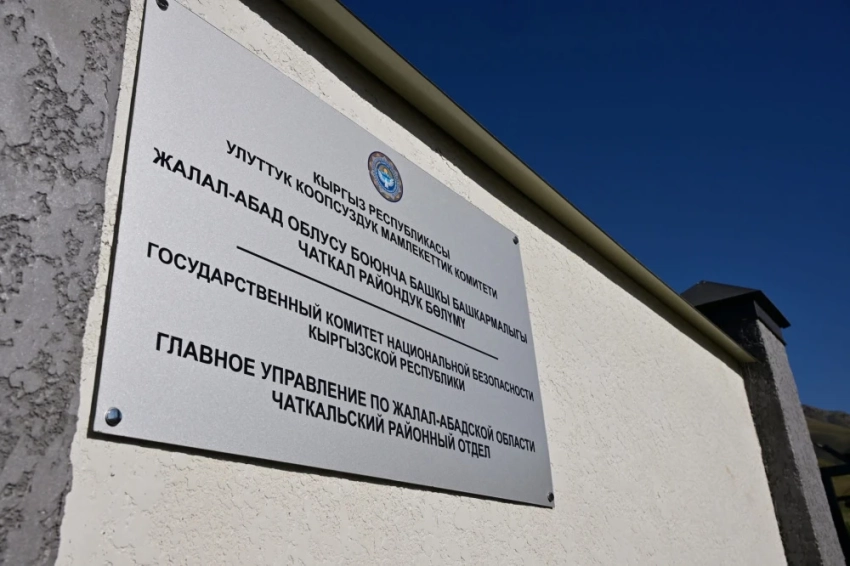 КЫРГЫЗ РЕСПУБЛИКАСЫ
УЛУТТУК КООПСУЗДУК МАМЛЕКЕТТИК КОМИТЕТИ
ЖАЛАЛ-АБАД ОБЛУСУ БОЮНЧА БАШКЫ БАШКАРМАЛЫГЫ
ЧАТКАЛ РАЙОНДУК БӨЛҮМҮ
ГОСУДАРСТВЕННЫЙ КОМИТЕТ НАЦИОНАЛЬНОЙ БЕЗОПАСНОСТИ
КЫРГЫЗСКОЙ РЕСПУБЛИКИ
ГЛАВНОЕ УПРАВЛЕНИЕ ПО ЖАЛАЛ-АБАДСКОЙ ОБЛАСТИ
ЧАТКАЛЬСКИЙ РАЙОННЫЙ ОТДЕЛ